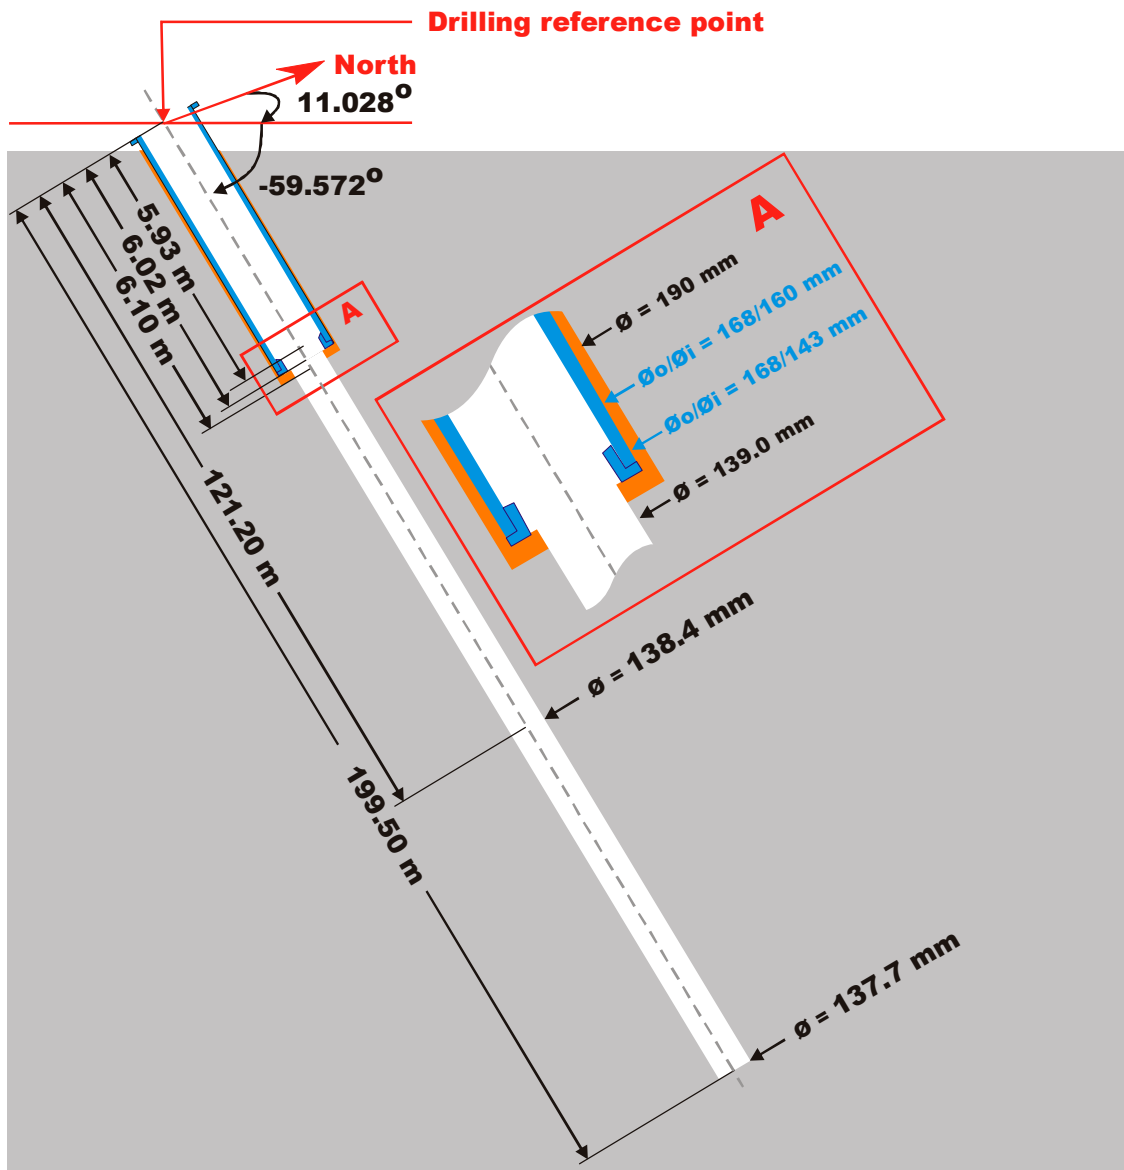 Drilling reference point
North
11.028°
-59.572°
5.93 m
6.02 m
6.10 m
A
A
ø = 190 mm
Øo/Øi = 168/160 mm
Øo/Øi = 168/143 mm
ø = 139.0 mm
121.20 m
ø = 138.4 mm
199.50 m
ø = 137.7 mm